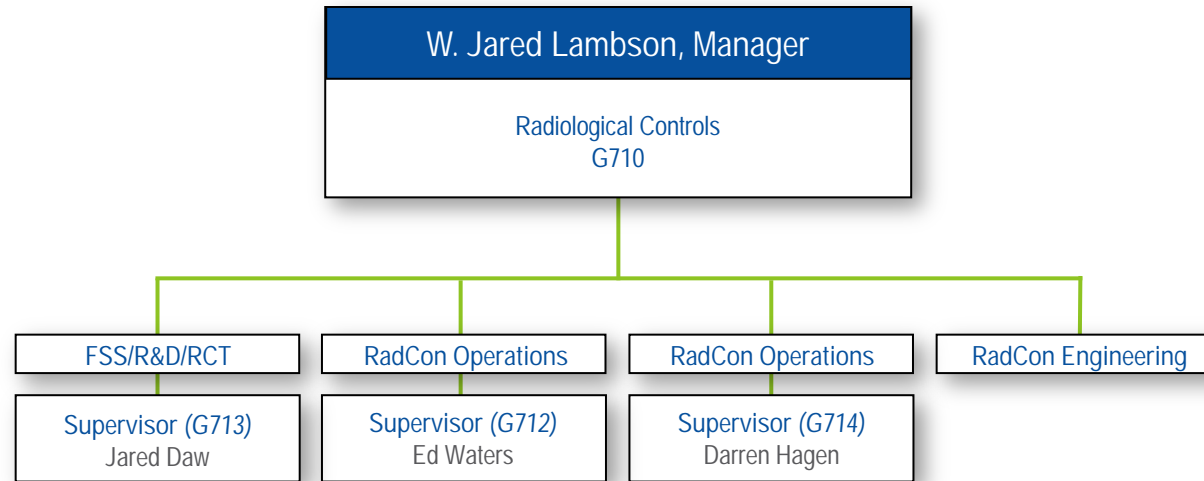 W. Jared Lambson, Manager
Radiological Controls
G710
FSS/R&D/RCT
RadCon Operations
RadCon Operations
RadCon Engineering
Supervisor (G713)
Jared Daw
Supervisor (G712)
Ed Waters
Supervisor (G714)
Darren Hagen